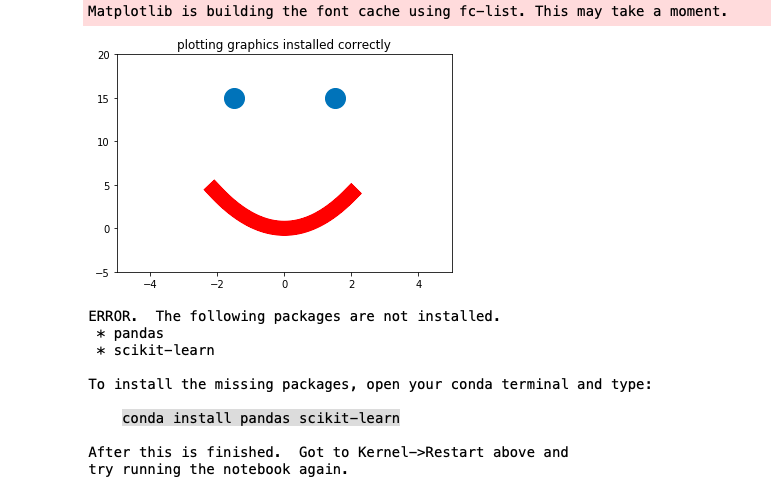 Matplotlib is building the font cache using fc-list. This may take a moment.
plotting graphics installed correctly
20
15
10
5
0
−5
−4 −2 0 2 4
ERROR.  The following packages are not installed.
* pandas
* scikit-learn
To install the missing packages, open your conda terminal and type:
conda install pandas scikit-learn
After this is finished.  Got to Kernel->Restart above and
try running the notebook again.